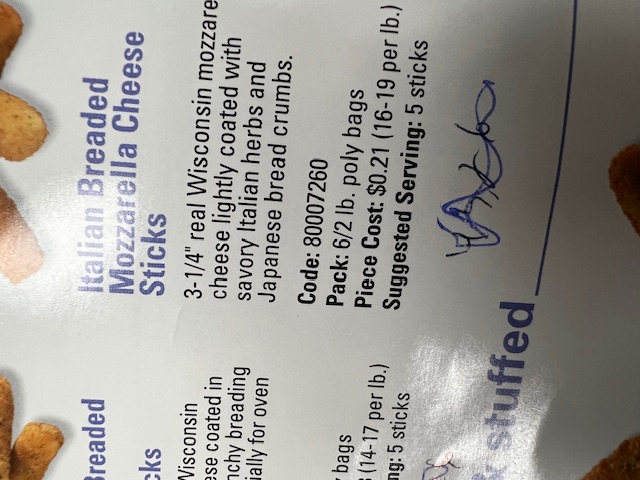 Italian Breaded
Mozzarella Cheese
Sticks
3-1/4" real Wisconsin mozzare
cheese lightly coated with
savory Italian herbs and
Japanese bread crumbs.
Code: 80007260
Pack: 6/2 lb. poly bags
Piece Cost: $0.21 (16-19 per lb.)
Suggested Serving: 5 sticks
Breaded
cks
Wisconsin
ese coated in
nchy breading
ially for oven
bags
(14-17 per lb.)
ng: 5 sticks
stuffed